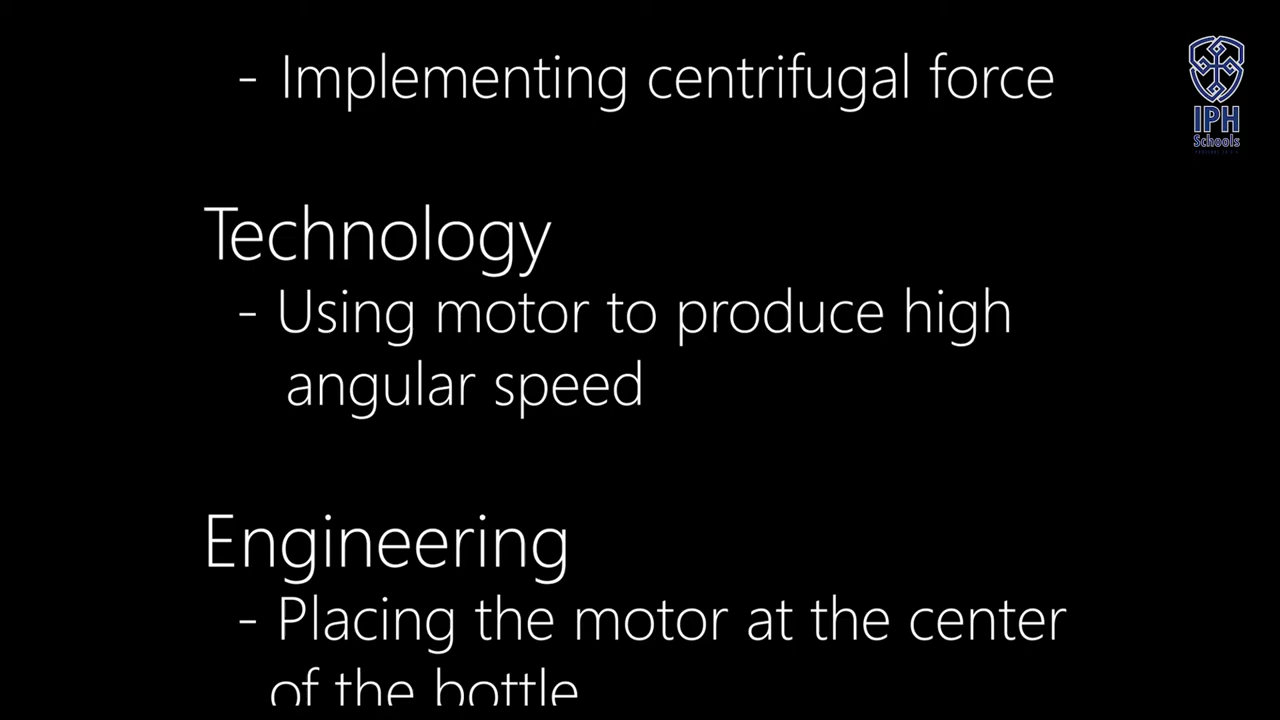 - Implementing centrifugal force
IPH
Schools
Technology
- Using motor to produce high
angular speed
Engineering
- Placing the motor at the center
of the bottle